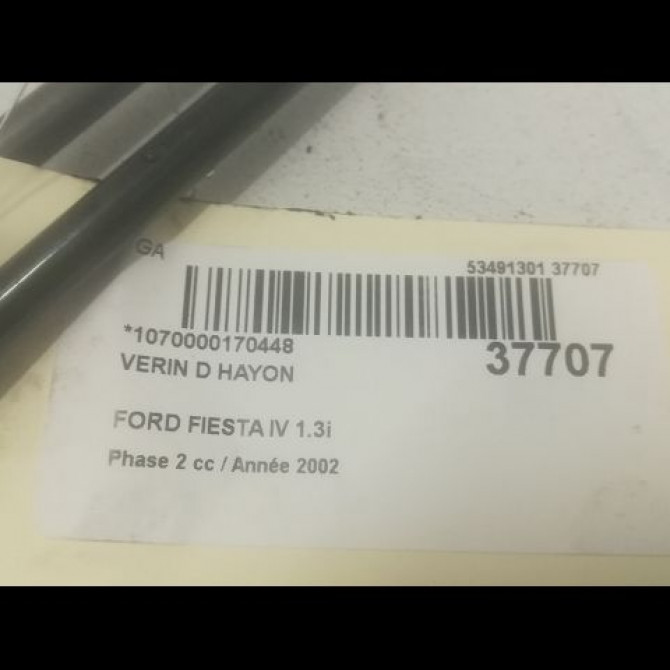 GA
53491301 37707
*1070000170448
37707
VERIN D HAYON
FORD FIESTA IV 1.3i
Phase 2 cc / Année 2002